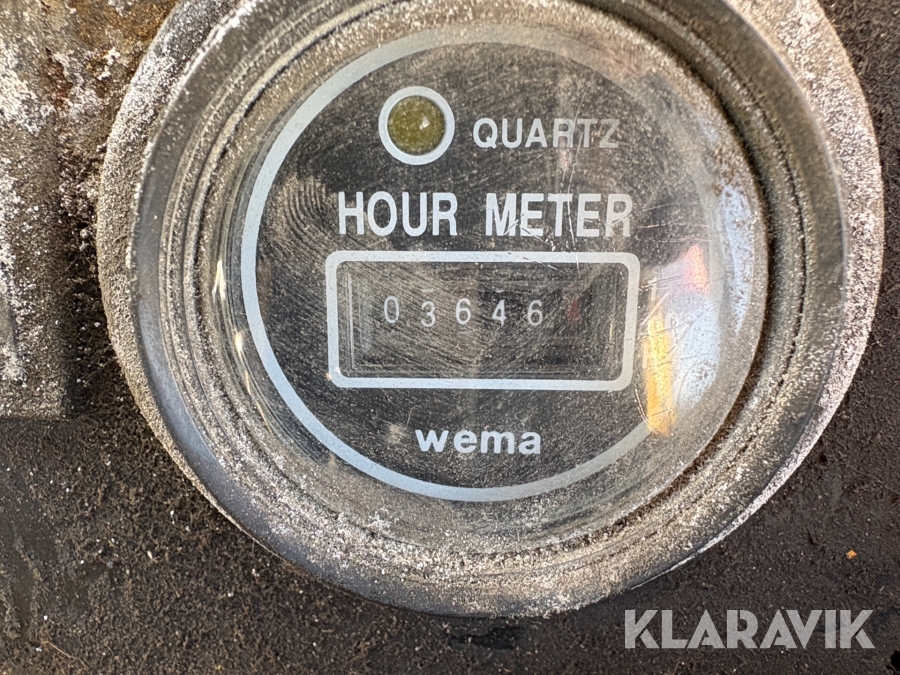 QUARTZ
HOUR METER
03646
wema
KLARAVIK